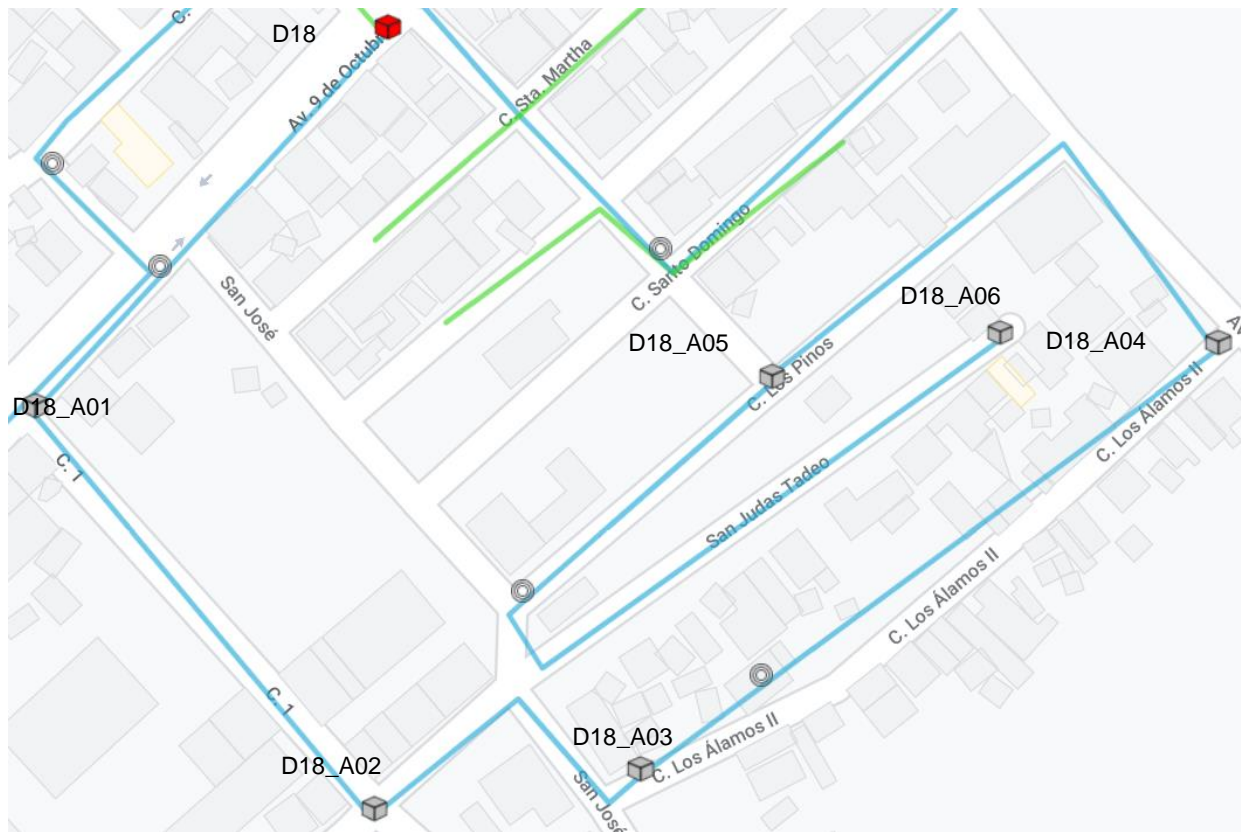 C.
D18
Av. 9 de Octubre
C. Sta. Martha
San José
C. Santo Domingo
D18_A06
D18_A05
D18_A04
C. Los Pinos
D18_A01
C. Los Álamos II
C. 1
San Judas Tadeo
C. Los Álamos II
C. 1
D18_A03
C. Los Álamos II
D18_A02
San José